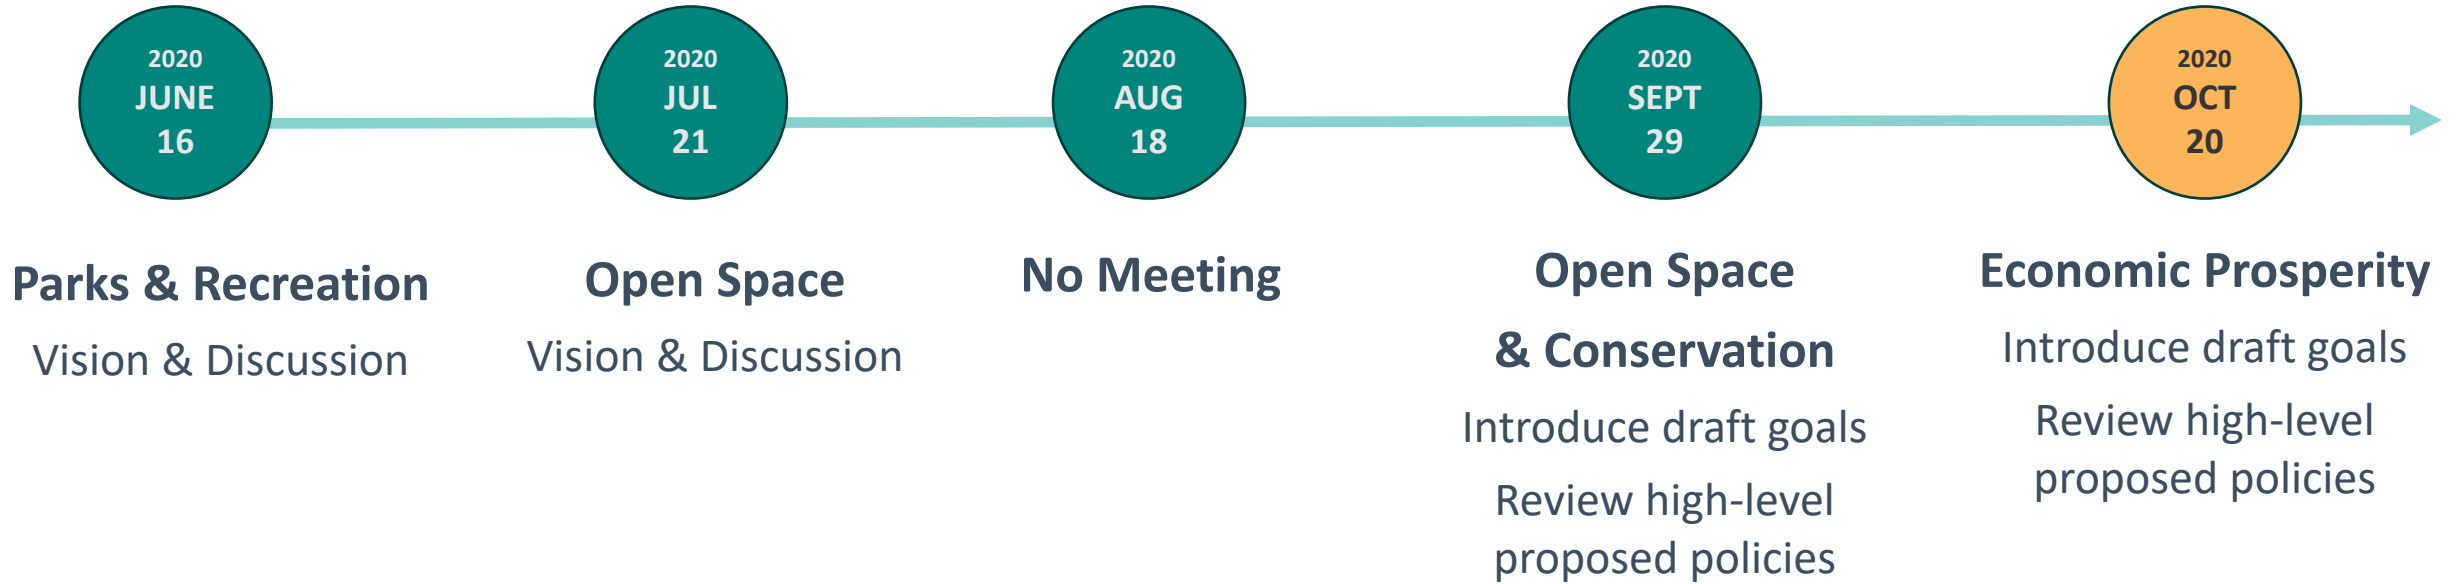 2020
JUNE
16
Parks & Recreation
Vision & Discussion
2020
JUL
21
Open Space
Vision & Discussion
2020
AUG
18
No Meeting
2020
SEPT
29
Open Space
& Conservation
Introduce draft goals
Review high-level
proposed policies
2020
OCT
20
Economic Prosperity
Introduce draft goals
Review high-level
proposed policies